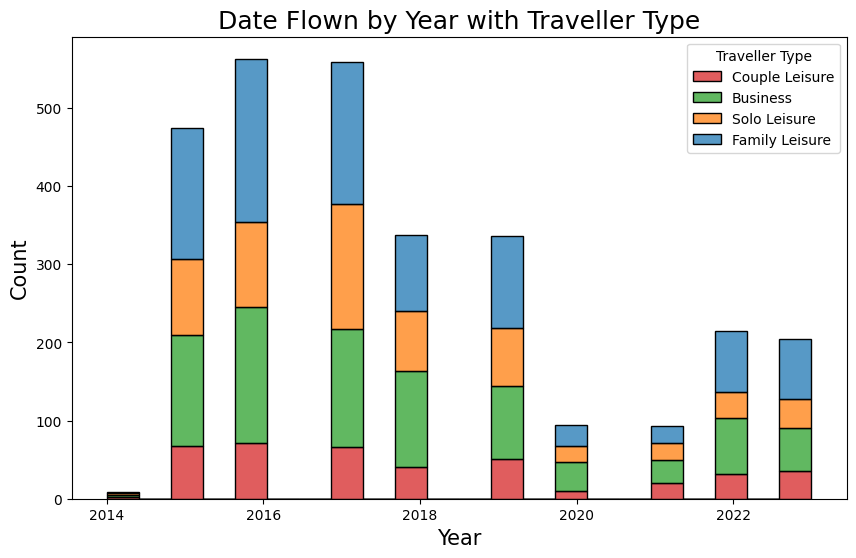 Date Flown by Year with Traveller Type
Traveller Type
Couple Leisure
Business
Solo Leisure
Family Leisure
Count
500
400
300
200
100
0
2014 2016 2018 2020 2022
Year